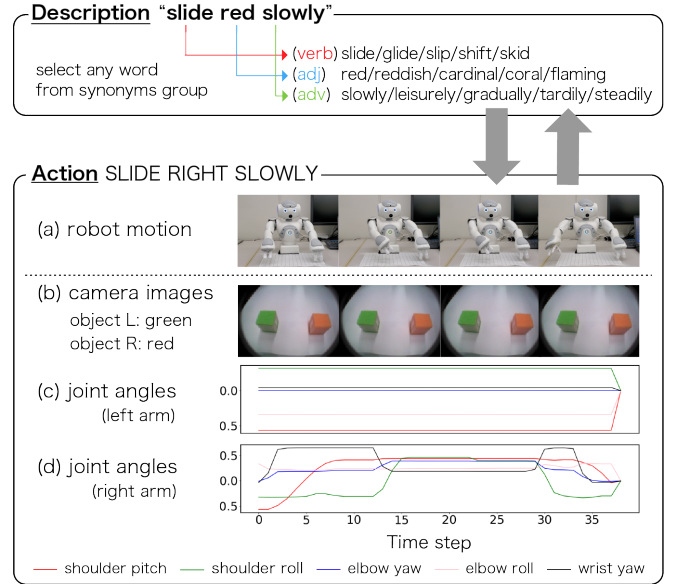 Description “slide red slowly”
select any word
from synonyms group
(verb) slide/glide/slip/shift/skid
(adj) red/reddish/cardinal/coral/flaming
(adv) slowly/leisurely/gradually/tardily/steadily
Action SLIDE RIGHT SLOWLY
(a) robot motion
(b) camera images
object L: green
object R: red
(c) joint angles
(left arm)
0.0
0.5
(d) joint angles
(right arm)
0.5
0.0
0.5
0 5 10 15 20 25 30 35
Time step
shoulder pitch shoulder roll elbow yaw elbow roll wrist yaw